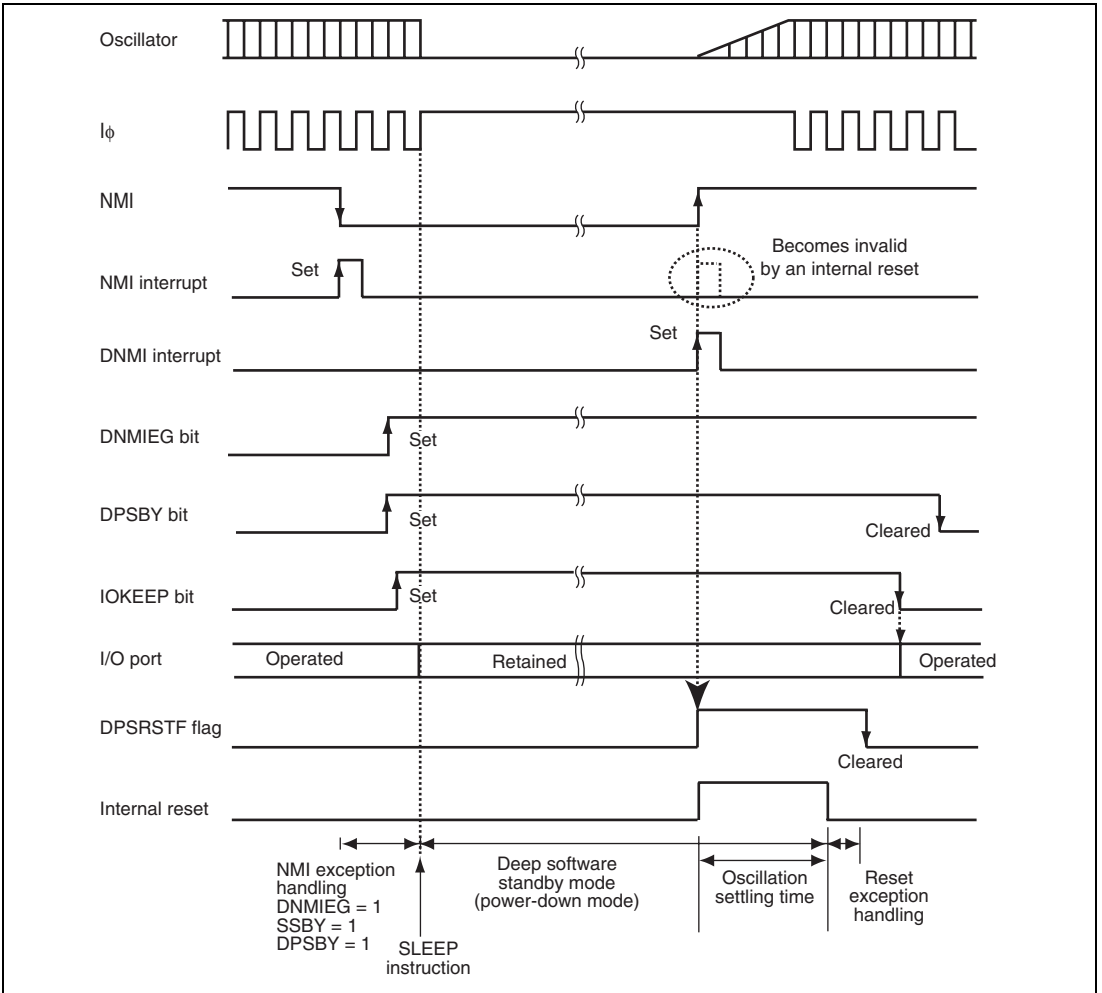 Oscillator
Iϕ
NMI
Becomes invalid
by an internal reset
NMI interrupt
Set
DNMI interrupt
Set
DNMIEG bit
Set
DPSBY bit
Set
Cleared
IOKEEP bit
Set
Cleared
I/O port
Operated
Retained
Operated
DPSRSTF flag
Cleared
Internal reset
NMI exception
handling
DNMIEG = 1
SSBY = 1
DPSBY = 1
SLEEP
instruction
Deep software
standby mode
(power-down mode)
Oscillation
settling time
Reset
exception
handling